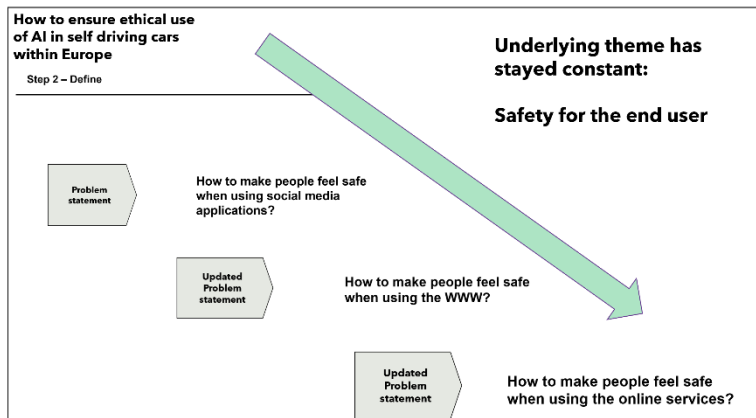 How to ensure ethical use
of AI in self driving cars
within Europe
Step 2 – Define
Underlying theme has
stayed constant:
Safety for the end user
Problem
statement
How to make people feel safe
when using social media
applications?
Updated
Problem
statement
How to make people feel safe
when using the WWW?
Updated
Problem
statement
How to make people feel safe
when using the online services?